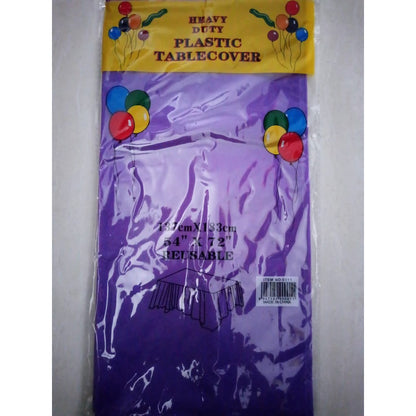 HEAVY
DUTY
PLASTIC
TABLECOVER
137cmX183cm
54" X 72"
REUSABLE
MADE IN CHINA